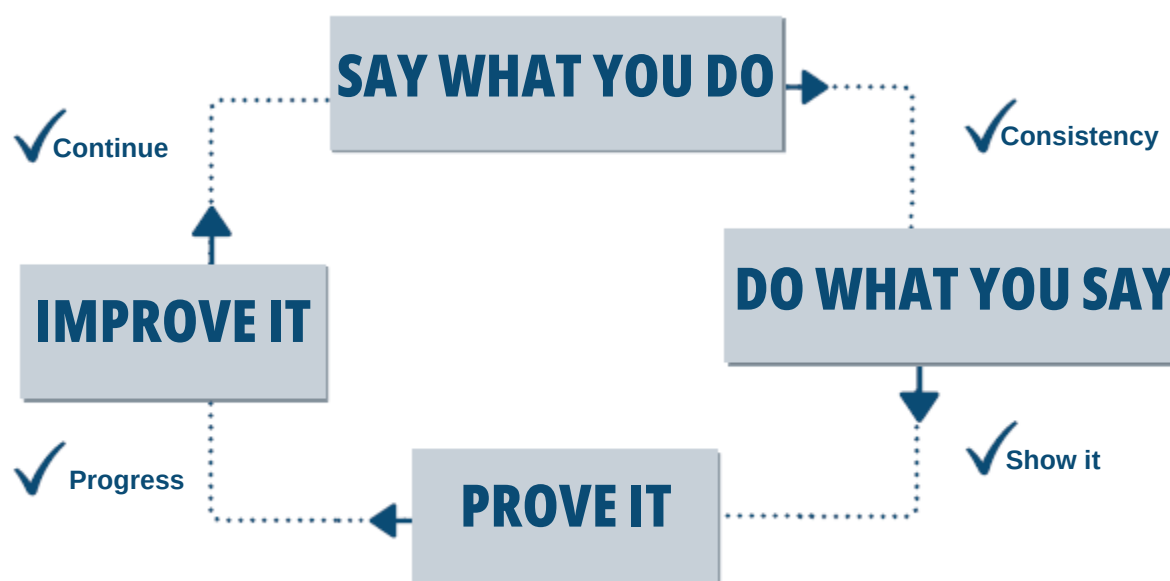 SAY WHAT YOU DO
Continue
Consistency
DO WHAT YOU SAY
IMPROVE IT
Show it
Progress
PROVE IT